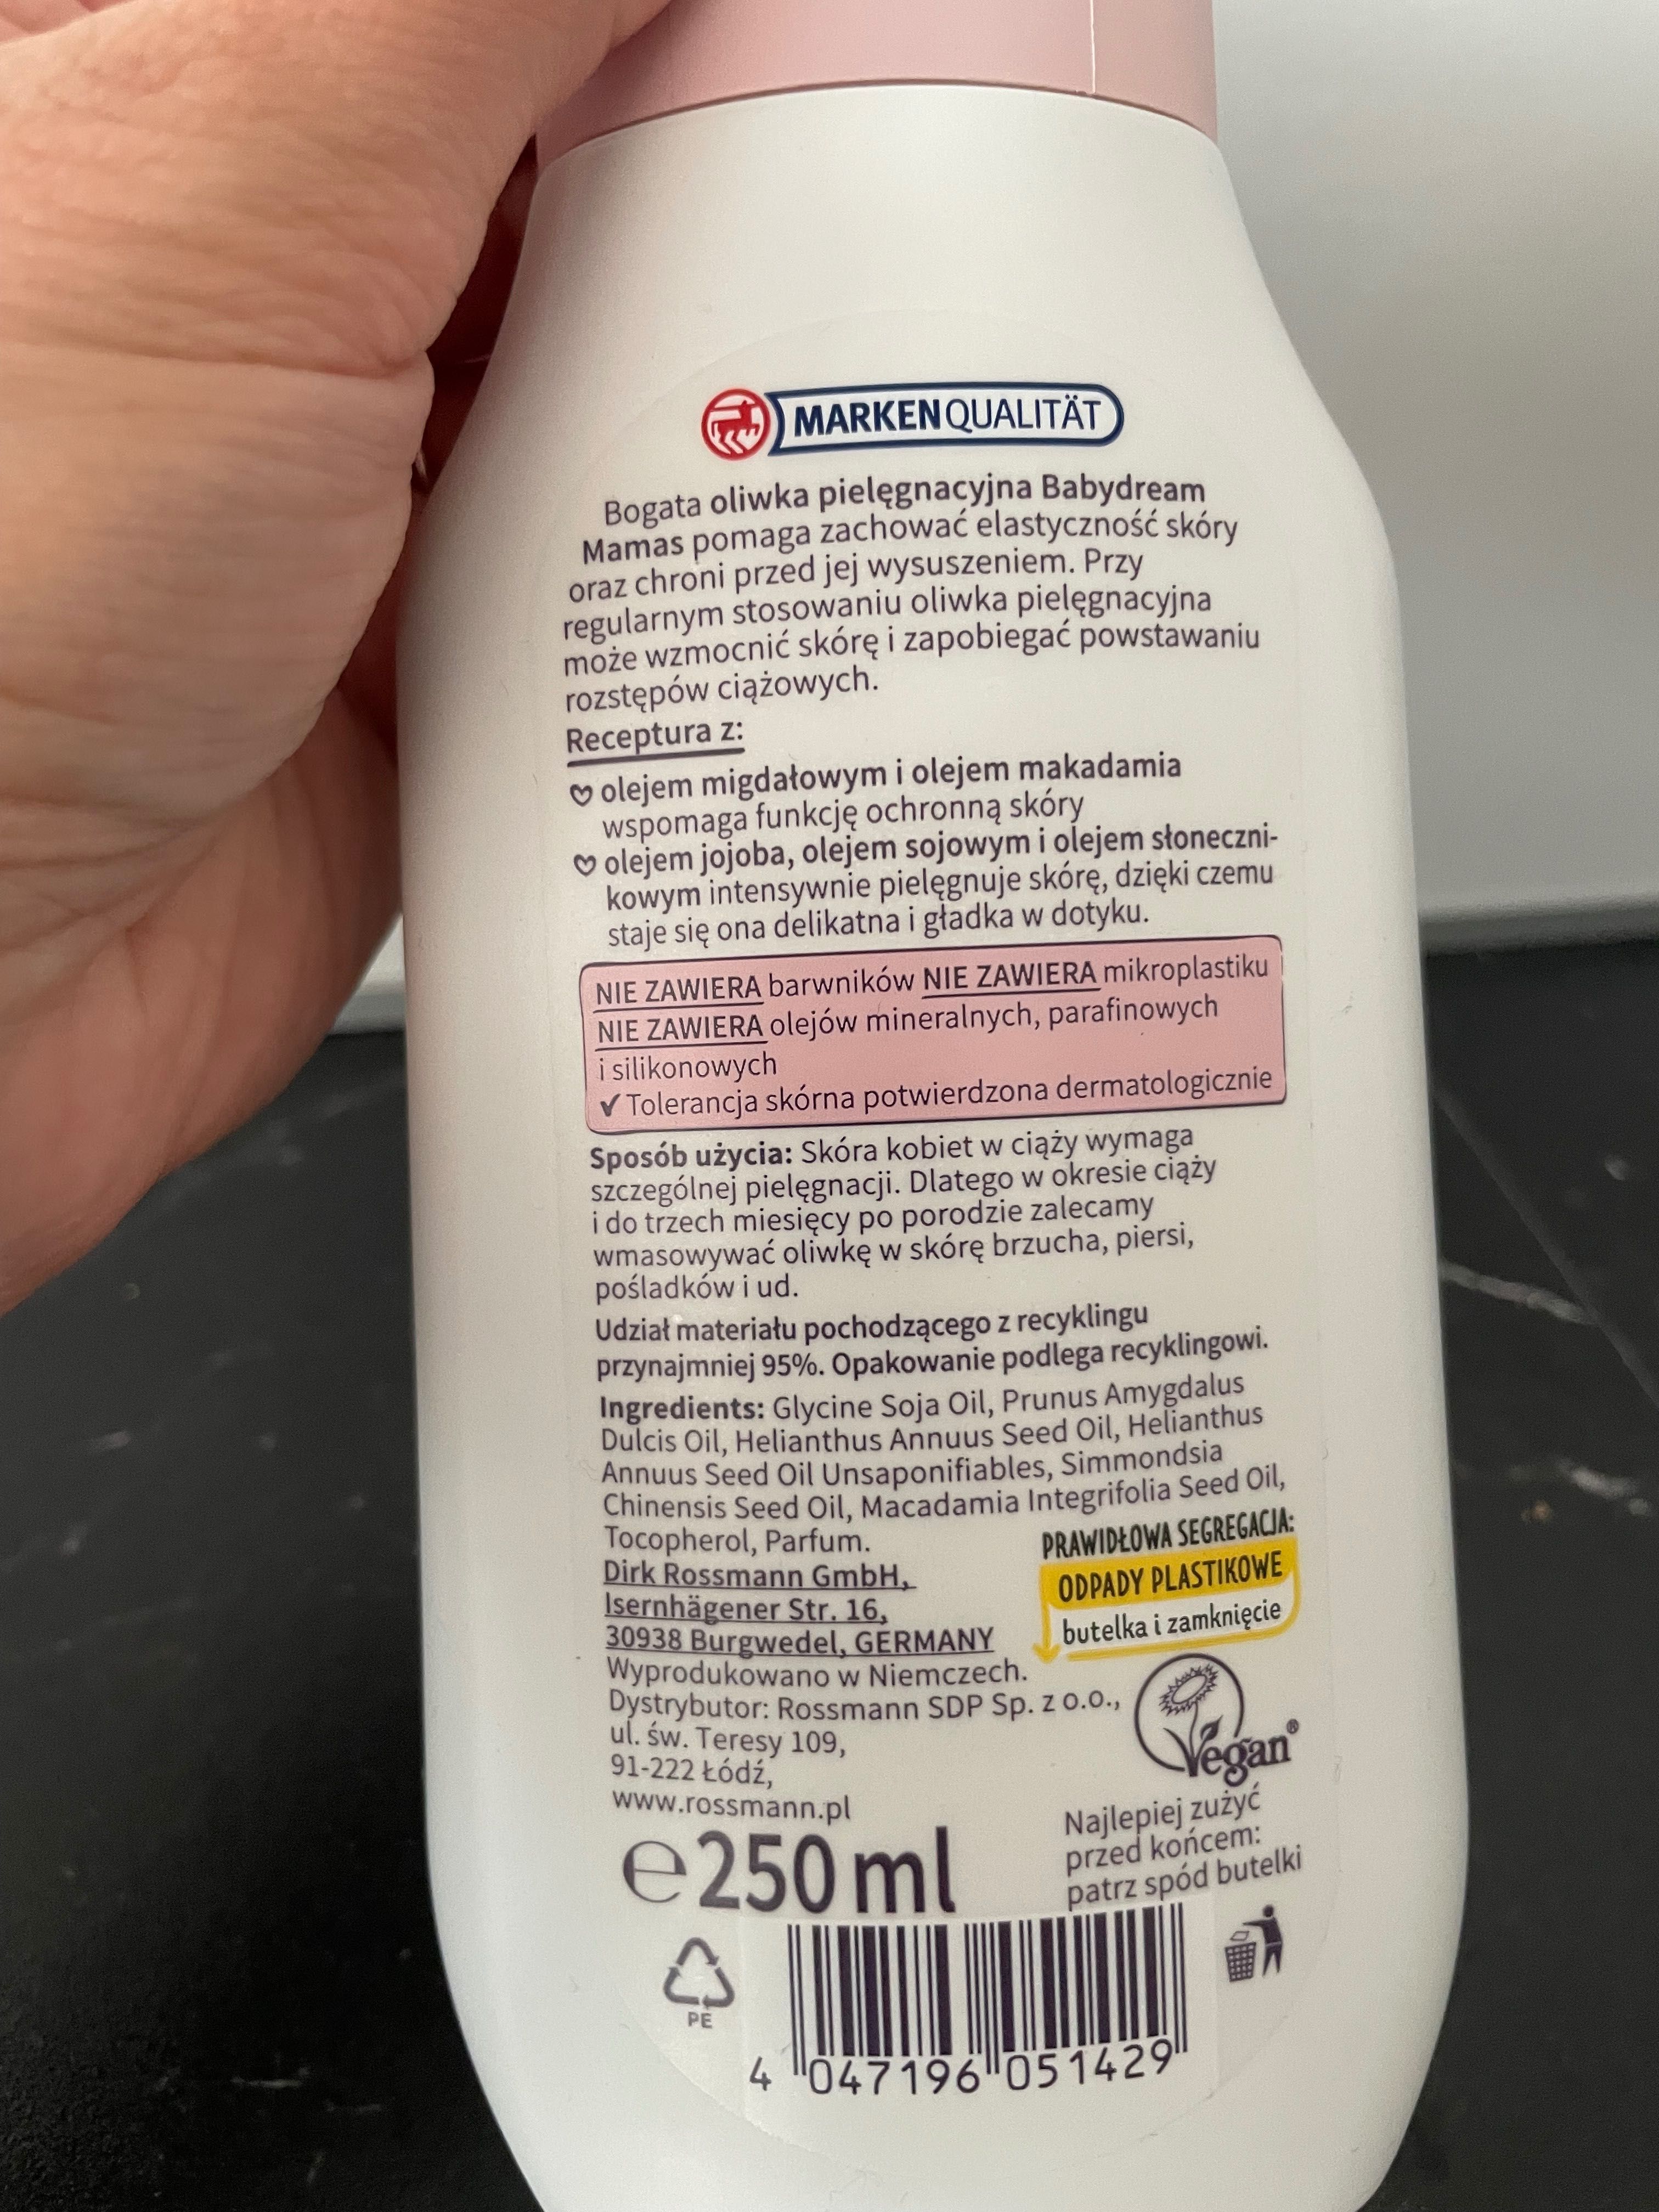 MARKENQUALITÄT
Bogata oliwka pielęgnacyjna Babydream
Mamas pomaga zachować elastyczność skóry
oraz chroni przed jej wysuszeniem. Przy
regularnym stosowaniu oliwka pielęgnacyjna
może wzmocnić skórę i zapobiegać powstawaniu
rozstępów ciążowych.
Receptura z:
olejem migdałowym i olejem makadamia
wspomaga funkcję ochronną skóry
olejem jojoba, olejem sojowym i olejem słoneczni-
kowym intensywnie pielęgnuje skórę, dzięki czemu
staje się ona delikatna i gładka w dotyku.
NIE ZAWIERA barwników NIE ZAWIERA mikroplastiku
NIE ZAWIERA olejów mineralnych, parafinowych
i silikonowych
✔ Tolerancja skórna potwierdzona dermatologicznie
Sposób użycia: Skóra kobiet w ciąży wymaga
szczególnej pielęgnacji. Dlatego w okresie ciąży
i do trzech miesięcy po porodzie zalecamy
wmasowywać oliwkę w skórę brzucha, piersi,
pośladków i ud.
Udział materiału pochodzącego z recyklingu
przynajmniej 95%. Opakowanie podlega recyklingowi.
Ingredients: Glycine Soja Oil, Prunus Amygdalus
Dulcis Oil, Helianthus Annuus Seed Oil, Helianthus
Annuus Seed Oil Unsaponifiables, Simmondsia
Chinensis Seed Oil, Macadamia Integrifolia Seed Oil,
Tocopherol, Parfum.
Dirk Rossmann GmbH,
Isernhägener Str. 16,
30938 Burgwedel, GERMANY
Wyprodukowano w Niemczech.
Dystrybutor: Rossmann SDP Sp. z o.o.,
ul. św. Teresy 109,
91-222 Łódź,
www.rossmann.pl
PRAWIDŁOWA SEGREGACJA:
ODPADY PLASTIKOWE
butelka i zamknięcie
Vegan®
Najlepiej zużyć
przed końcem:
patrz spód butelki
e 250 ml
PE
4 047196 051429